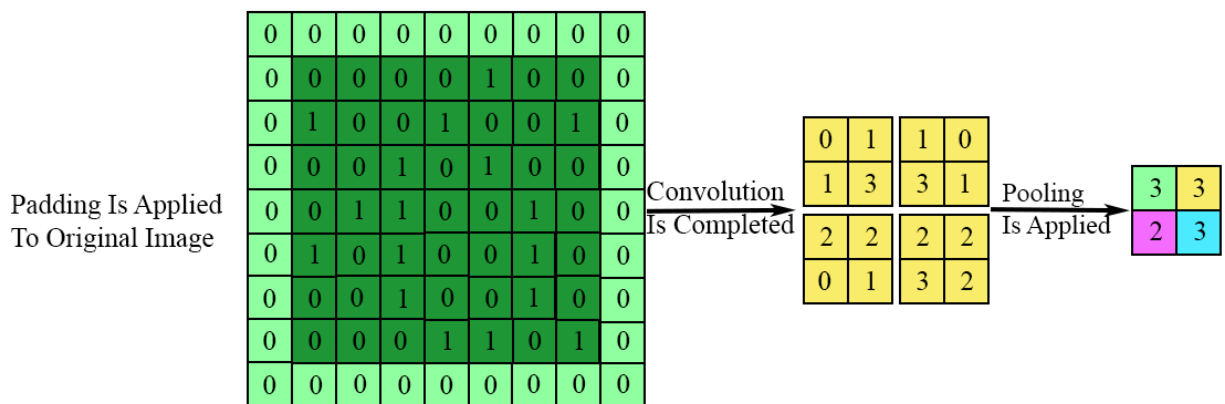 0 0 0 0 0 0 0 0 0
0 0 0 0 0 1 0 0 0
0 1 0 0 1 0 0 1 0
0 0 0 1 0 1 0 0 0
0 0 1 1 0 0 1 0 0
0 1 0 1 0 0 1 0 0
0 0 0 1 0 0 1 0 0
0 0 0 0 1 1 0 1 0
0 0 0 0 0 0 0 0 0
Padding Is Applied
To Original Image
Convolution
Is Completed
0 1 1 0
1 3 3 1
2 2 2 2
0 1 3 2
Pooling
Is Applied
3 3
2 3